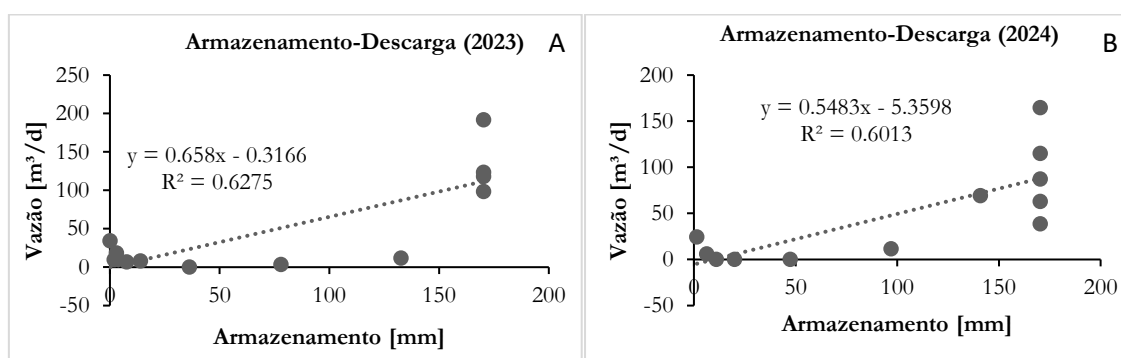 Armazenamento-Descarga (2023)
A
250
200
150
100
50
0
-50
0
50
100
150
200
y = 0.658x - 0.3166
R² = 0.6275
Vazão [m³/d]
Armazenamento [mm]
Armazenamento-Descarga (2024)
B
200
150
100
50
0
-50
0
50
100
150
200
y = 0.5483x - 5.3598
R² = 0.6013
Vazão [m³/d]
Armazenamento [mm]